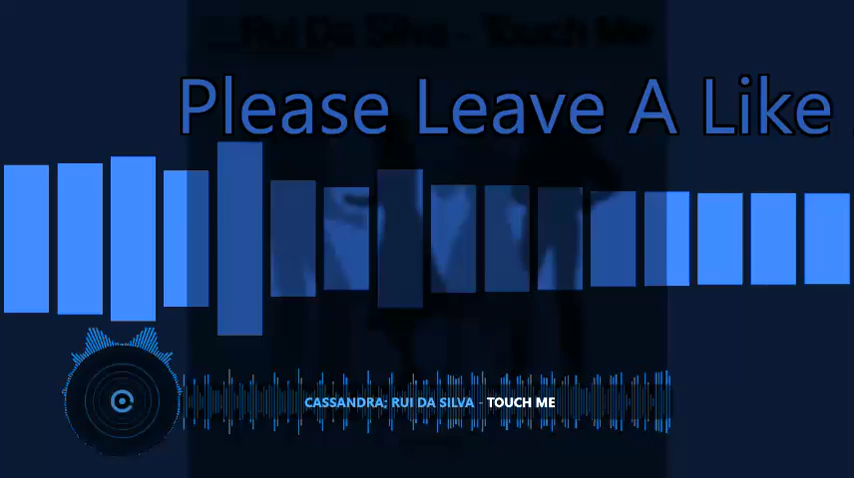 Rui Da Silva - Touch Me
Please Leave A Like
CASSANDRA; RUI DA SILVA - TOUCH ME